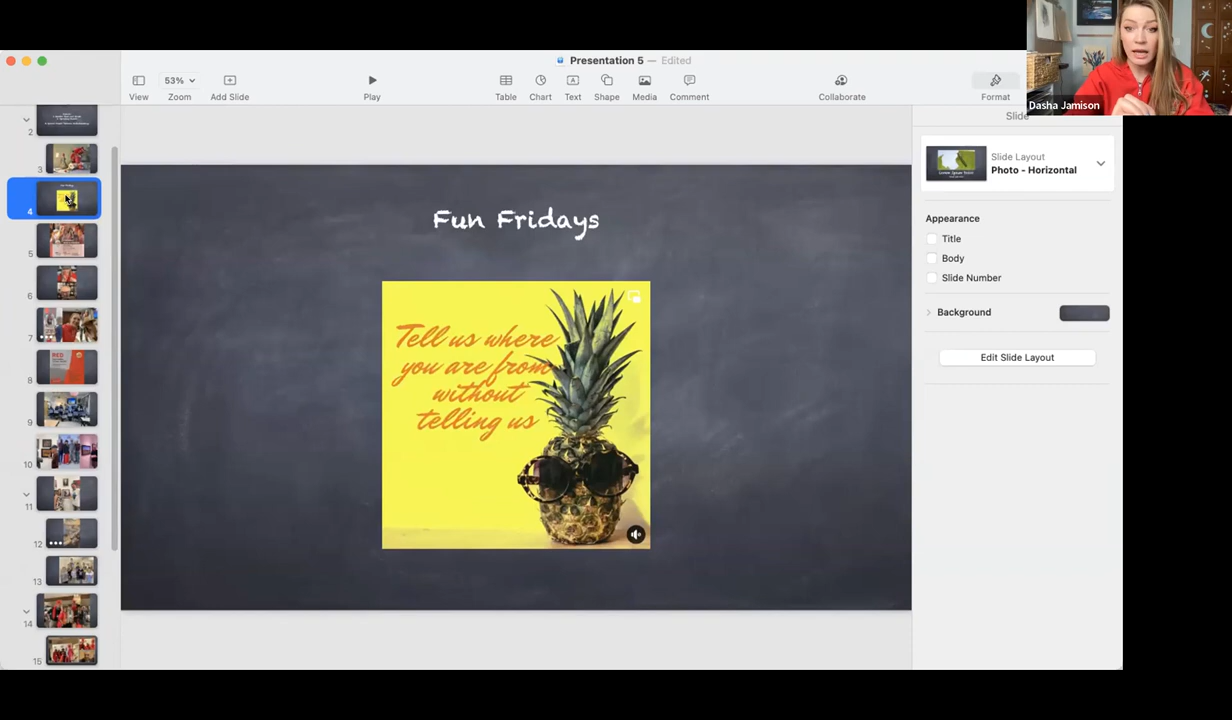 Presentation 5 — Edited
53%
View
Zoom
Add Slide
Play
Table
Chart
Text
Shape
Media
Comment
Collaborate
Format
Dasha Jamison
Slide
2
3
4
5
6
7
8
9
10
11
12
13
14
15
Fun Fridays
Tell us where
you are from
without
telling us
Slide Layout
Photo - Horizontal
Appearance
Title
Body
Slide Number
Background
Edit Slide Layout